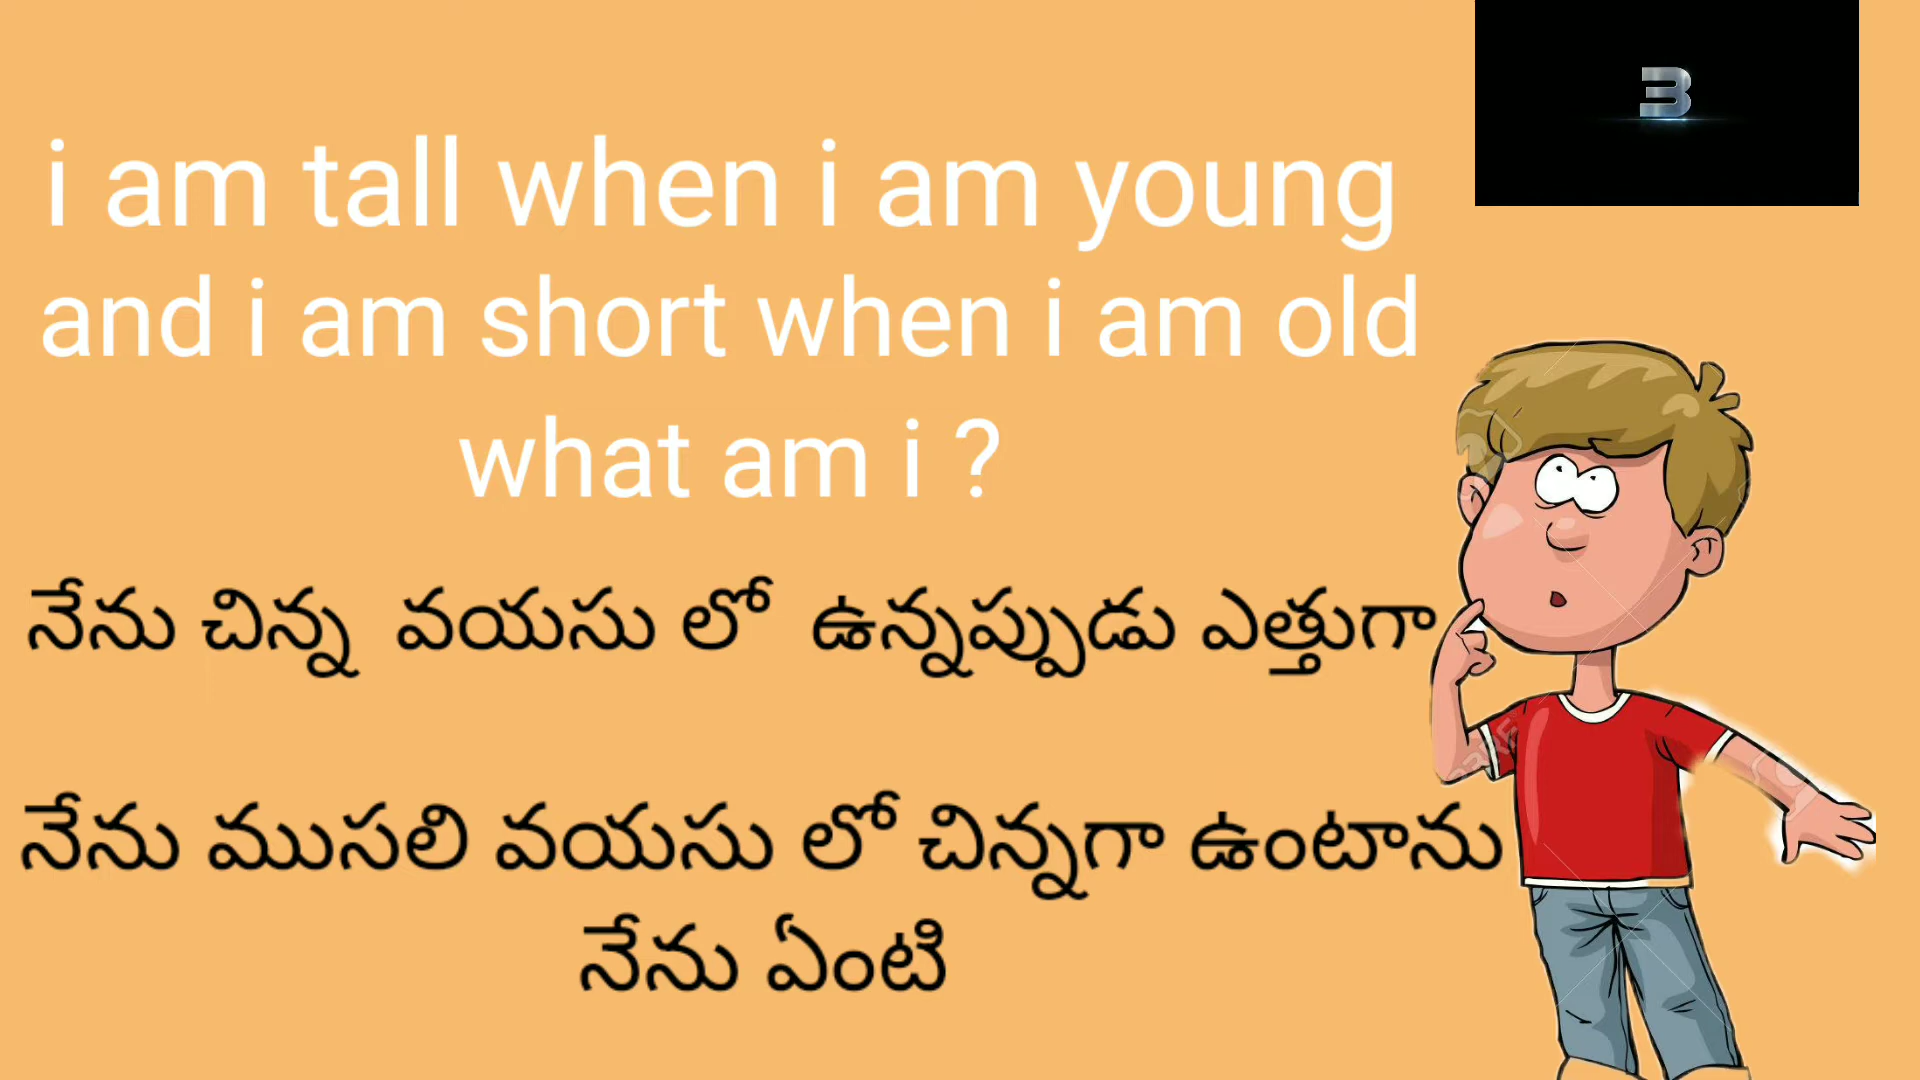 3
i am tall when i am young
and i am short when i am old
what am i ?
నేను చిన్న వయసు లో ఉన్నప్పుడు ఎత్తుగా
నేను ముసలి వయసు లో చిన్నగా ఉంటాను
నేను ఏంటి